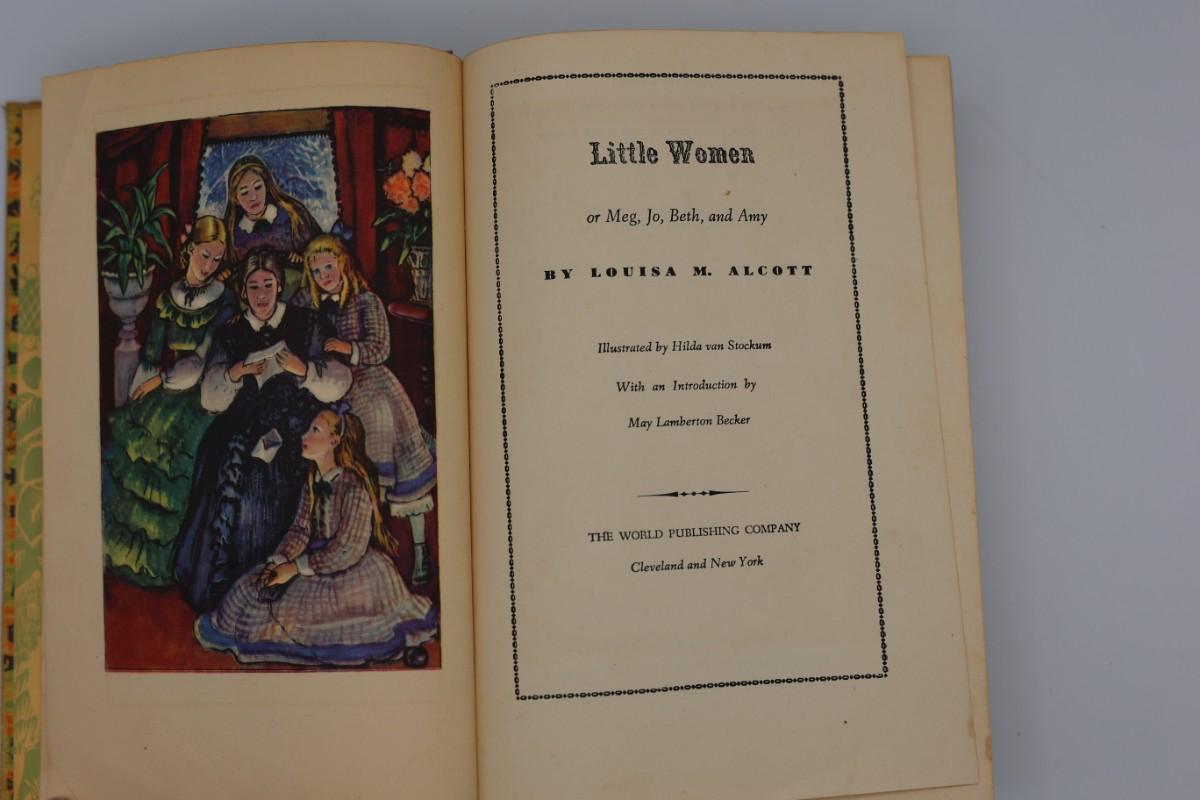 Little Women
or Meg, Jo, Beth, and Amy
BY LOUISA M. ALCOTT
Illustrated by Hilda van Stockum
With an Introduction by
May Lamberton Becker
THE WORLD PUBLISHING COMPANY
Cleveland and New York